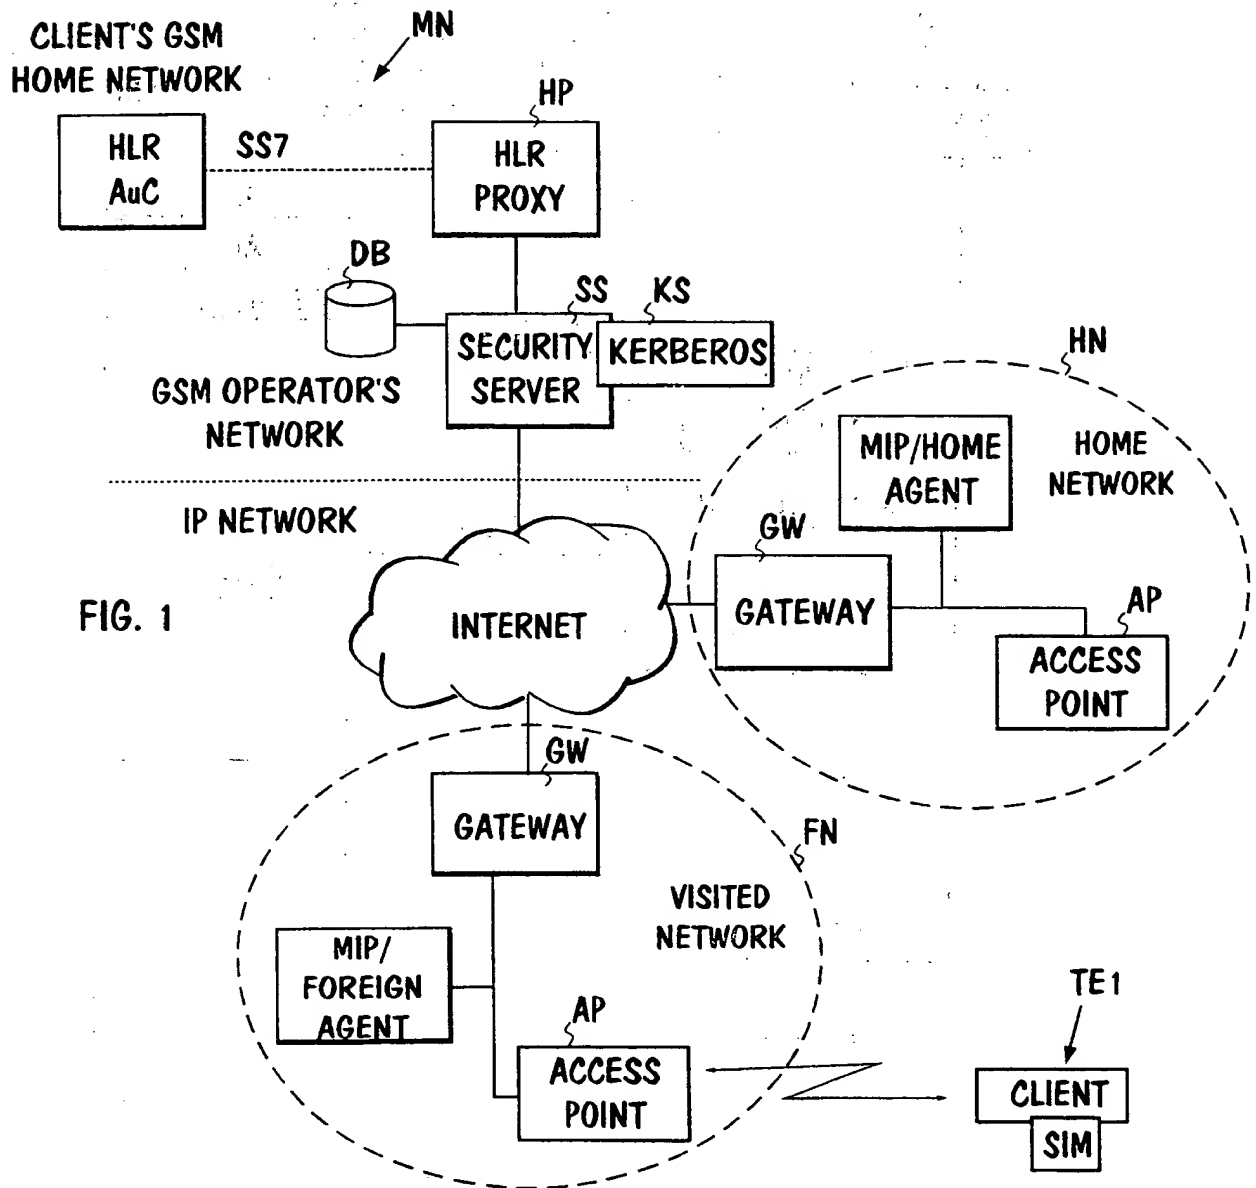 MN
CLIENT'S GSM
HOME NETWORK
HP
HLR
AuC
SS7
HLR
PROXY
DB
SS
KS
SECURITY
SERVER
KERBEROS
GSM OPERATOR'S
NETWORK
HN
MIP/HOME
AGENT
HOME
NETWORK
IP NETWORK
GW
GATEWAY
AP
FIG. 1
INTERNET
ACCESS
POINT
GW
GATEWAY
FN
VISITED
NETWORK
MIP/
FOREIGN
AGENT
AP
ACCESS
POINT
TE1
CLIENT
SIM